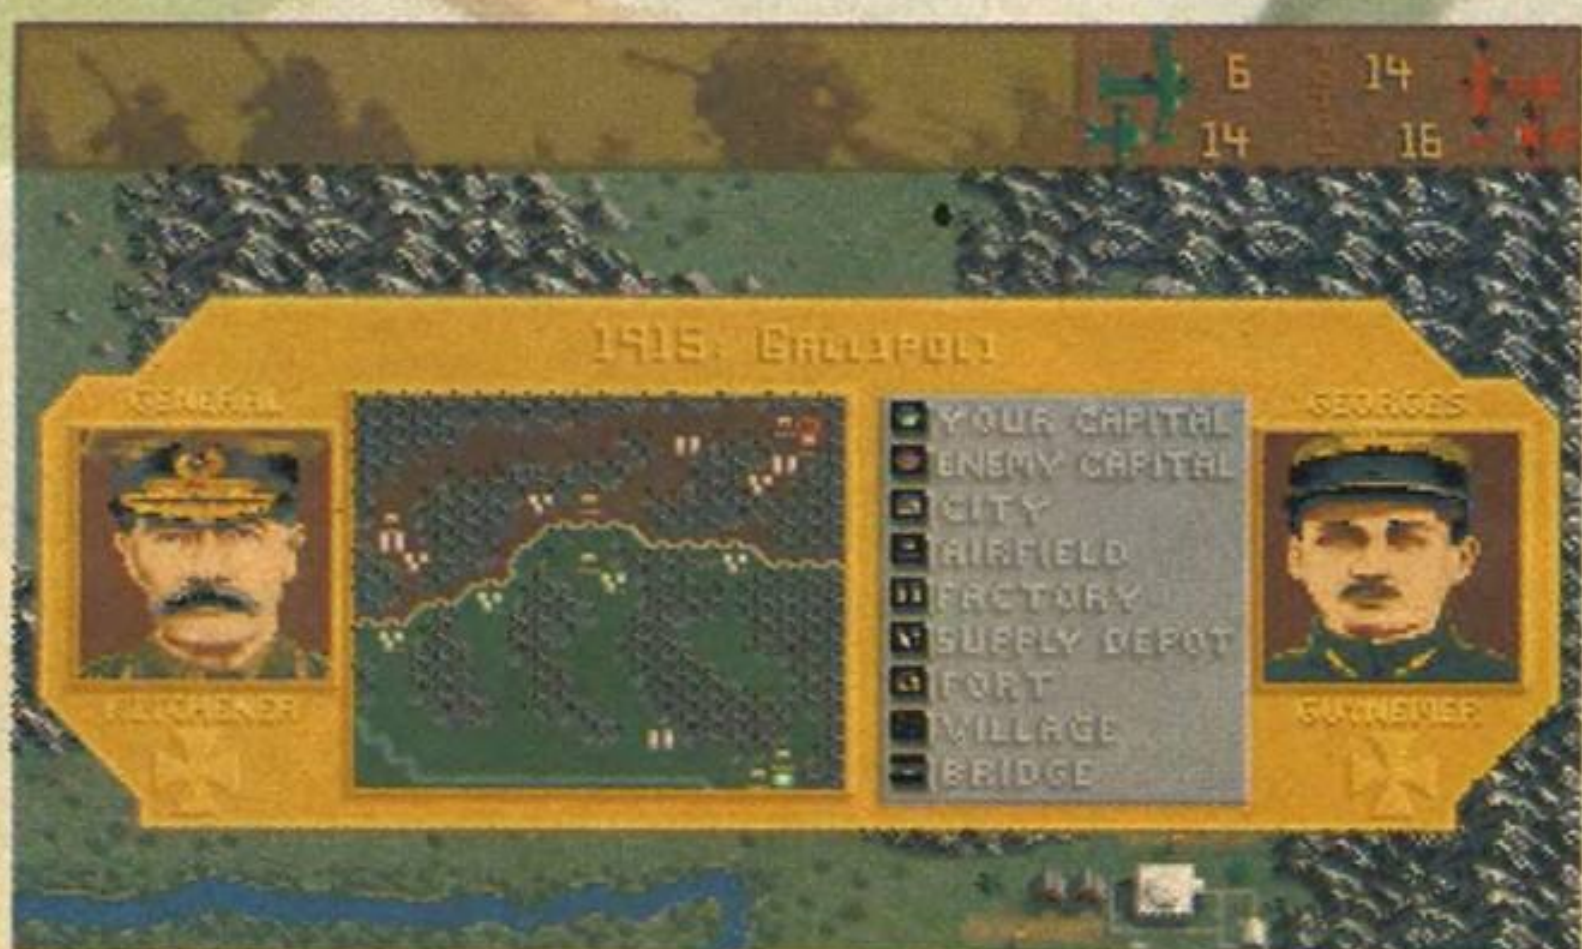 6 14
14 16
1915: GALLIPOLI
GENERAL
KITCHENER
YOUR CAPITAL
ENEMY CAPITAL
CITY
AIRFIELD
FACTORY
SUPPLY DEPOT
FORT
VILLAGE
BRIDGE
GEORGES
GUYNEMER